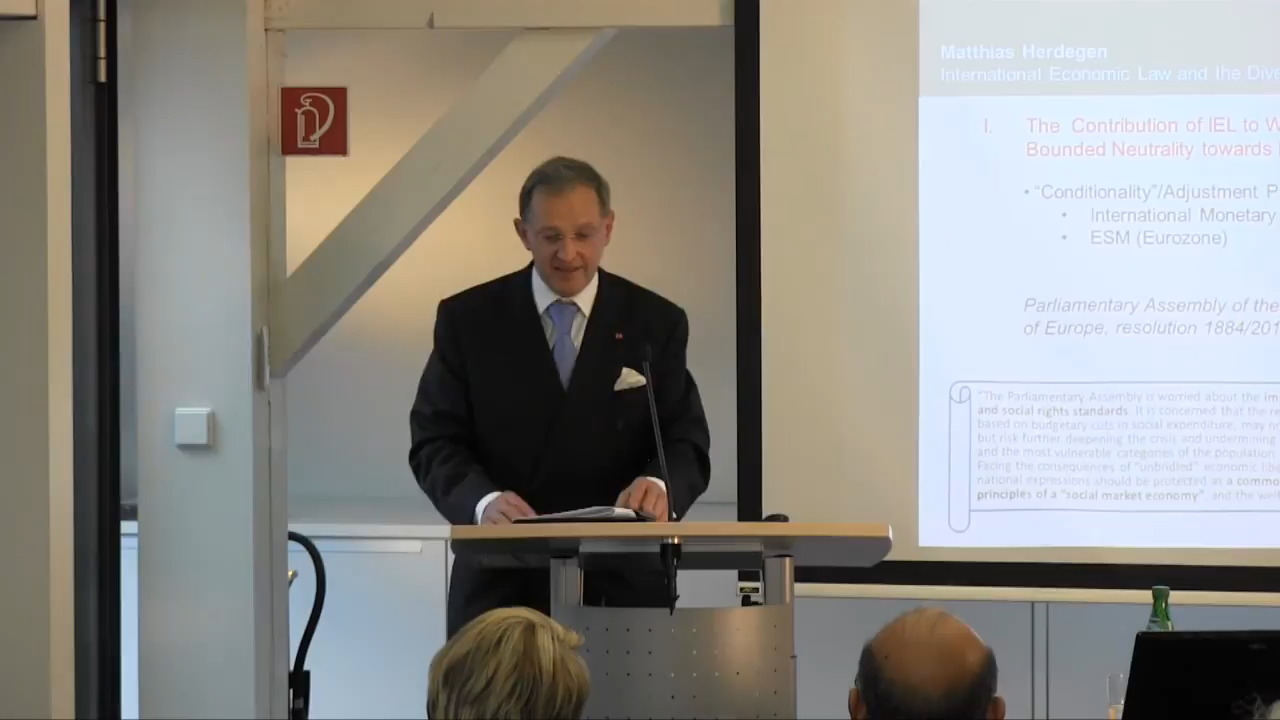 Matthias Herdegen
International Economic Law and the Dive
I. The Contribution of IEL to W
Bounded Neutrality towards
• "Conditionality"/Adjustment P
• International Monetary
• ESM (Eurozone)
Parliamentary Assembly of the
of Europe, resolution 1884/201
"The Parliamentary Assembly is worried about the im
and social rights standards. It is concerned that the re
based on budgetary cuts in social expenditure, may no
but risk further deepening the crisis and undermining
and the most vulnerable categories of the population
Facing the consequences of "unbridled" economic libe
national expressions should be protected as a commo
principles of a "social market economy", and the wel